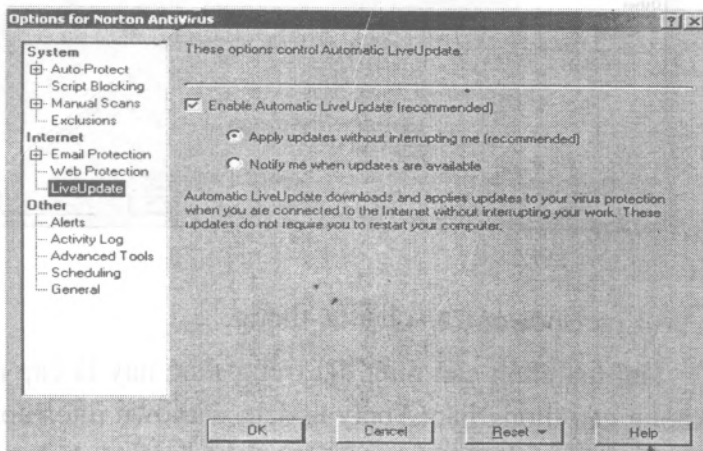 Options for Norton AntiVirus
System
Auto-Protect
Script Blocking
Manual Scans
Exclusions
Internet
Email Protection
Web Protection
LiveUpdate
Other
Alerts
Activity Log
Advanced Tools
Scheduling
General
These options control Automatic LiveUpdate.
Enable Automatic LiveUpdate (recommended)
Apply updates without interrupting me (recommended)
Notify me when updates are available
Automatic LiveUpdate downloads and applies updates to your virus protection
when you are connected to the Internet without interrupting your work. These
updates do not require you to restart your computer.
OK
Cancel
Reset
Help